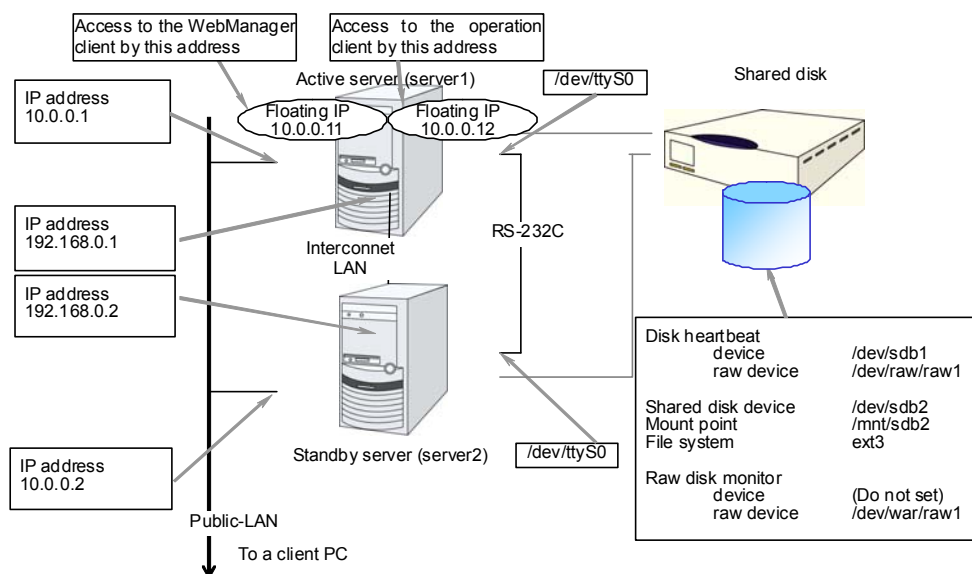 Access to the WebManager
client by this address
Access to the operation
client by this address
Active server (server1)
/dev/ttyS0
Shared disk
IP address
10.0.0.1
Floating IP
10.0.0.11
Floating IP
10.0.0.12
IP address
192.168.0.1
Interconnet
LAN
RS-232C
IP address
192.168.0.2
Disk heartbeat
device /dev/sdb1
raw device /dev/raw/raw1
Shared disk device /dev/sdb2
Mount point /mnt/sdb2
File system ext3
Raw disk monitor
device (Do not set)
raw device /dev/war/raw1
IP address
10.0.0.2
Standby server (server2)
/dev/ttyS0
Public-LAN
To a client PC